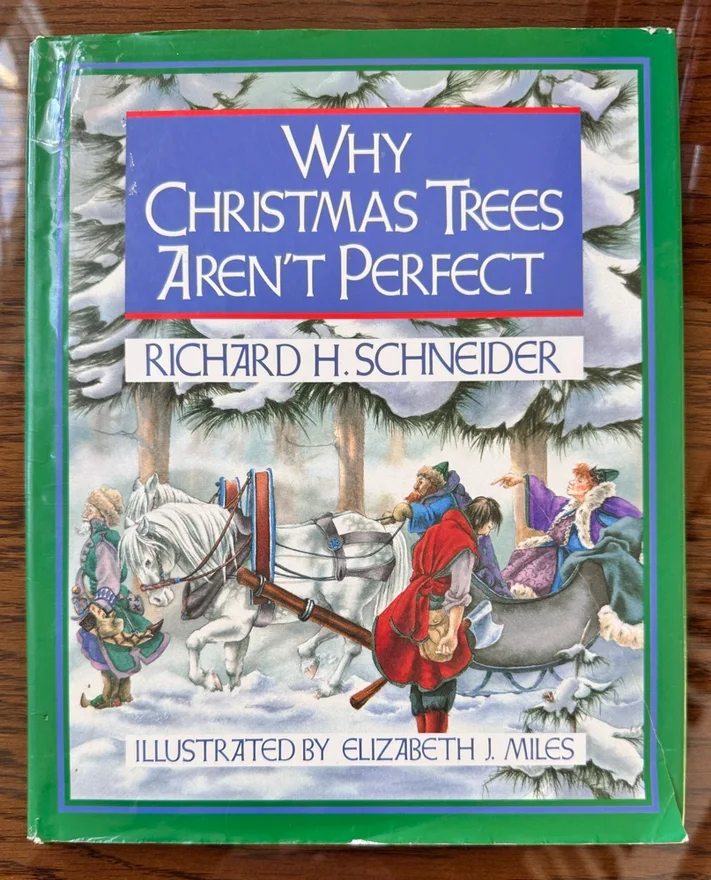 WHY
CHRISTMAS TREES
AREN'T PERFECT
RICHARD H. SCHNEIDER
ILLUSTRATED BY ELIZABETH J. MILES